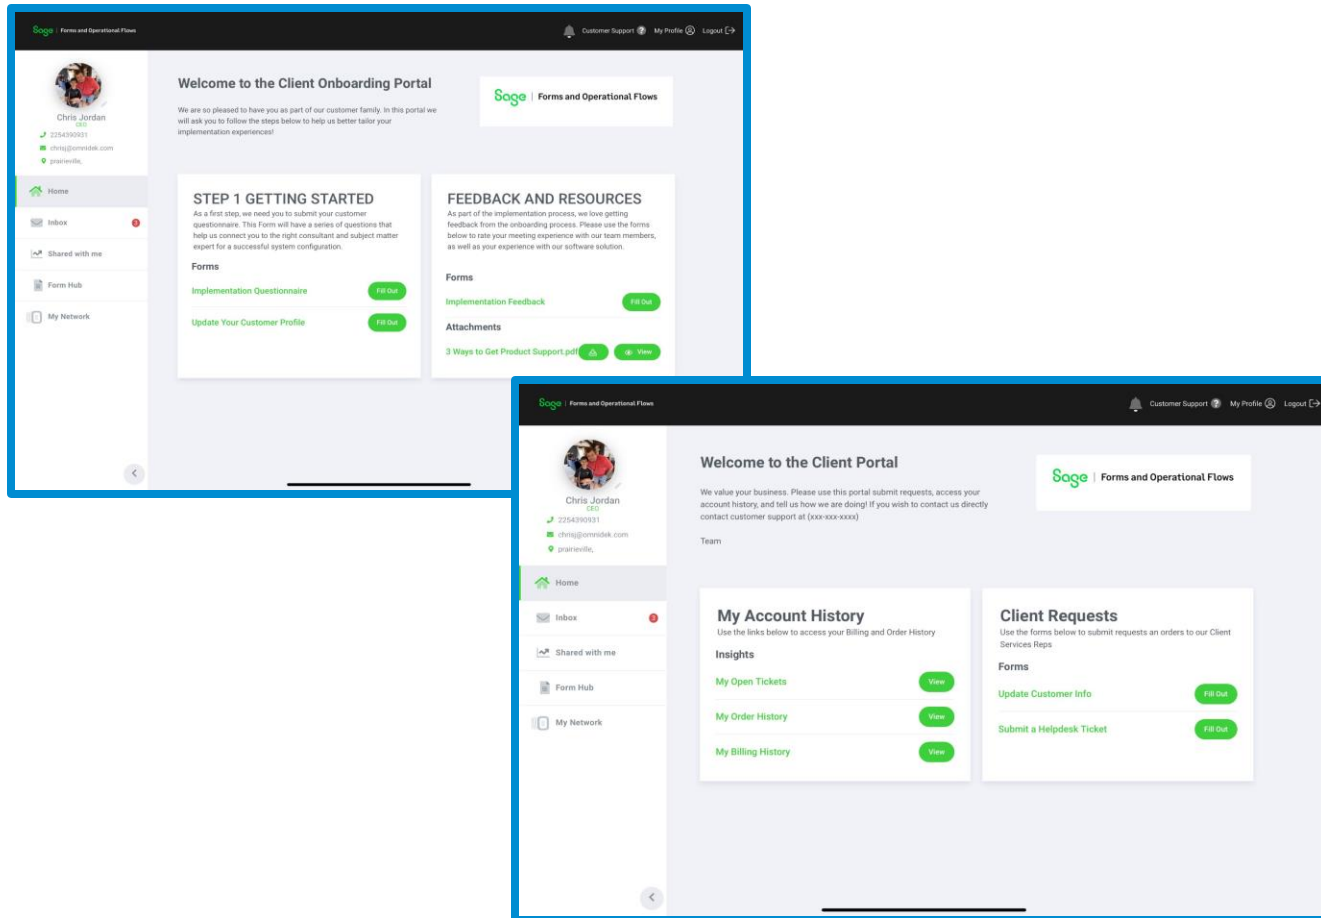 Sage | Forms and Operational Flows
Customer Support ? My Profile Logout
Chris Jordan
CEO
2254390931
chrisj@omnidek.com
prairieville,
Home
Inbox 3
Shared with me
Form Hub
My Network
Welcome to the Client Onboarding Portal
We are so pleased to have you as part of our customer family. In this portal we
will ask you to follow the steps below to help us better tailor your
implementation experiences!
Sage | Forms and Operational Flows
STEP 1 GETTING STARTED
As a first step, we need you to submit your customer
questionnaire. This Form will have a series of questions that
help us connect you to the right consultant and subject matter
expert for a successful system configuration.
Forms
Implementation Questionnaire Fill Out
Update Your Customer Profile Fill Out
FEEDBACK AND RESOURCES
As part of the implementation process, we love getting
feedback from the onboarding process. Please use the forms
below to rate your meeting experience with our team members,
as well as your experience with our software solution.
Forms
Implementation Feedback Fill Out
Attachments
3 Ways to Get Product Support.pdf View
Sage | Forms and Operational Flows
Customer Support ? My Profile Logout
Chris Jordan
CEO
2254390931
chrisj@omnidek.com
prairieville,
Home
Inbox 3
Shared with me
Form Hub
My Network
Welcome to the Client Portal
We value your business. Please use this portal submit requests, access your
account history, and tell us how we are doing! If you wish to contact us directly
contact customer support at (xxx-xxx-xxxx)
Team
Sage | Forms and Operational Flows
My Account History
Use the links below to access your Billing and Order History
Insights
My Open Tickets View
My Order History View
My Billing History View
Client Requests
Use the forms below to submit requests an orders to our Client
Services Reps
Forms
Update Customer Info Fill Out
Submit a Helpdesk Ticket Fill Out